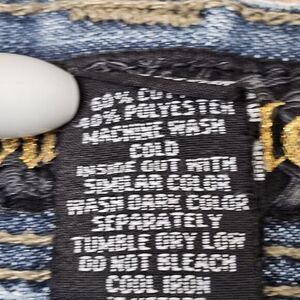 60% COTTON
40% POLYESTER
MACHINE WASH
COLD
INSIDE OUT WITH
SIMILAR COLOR
WASH DARK COLOR
SEPARATELY
TUMBLE DRY LOW
DO NOT BLEACH
COOL IRON